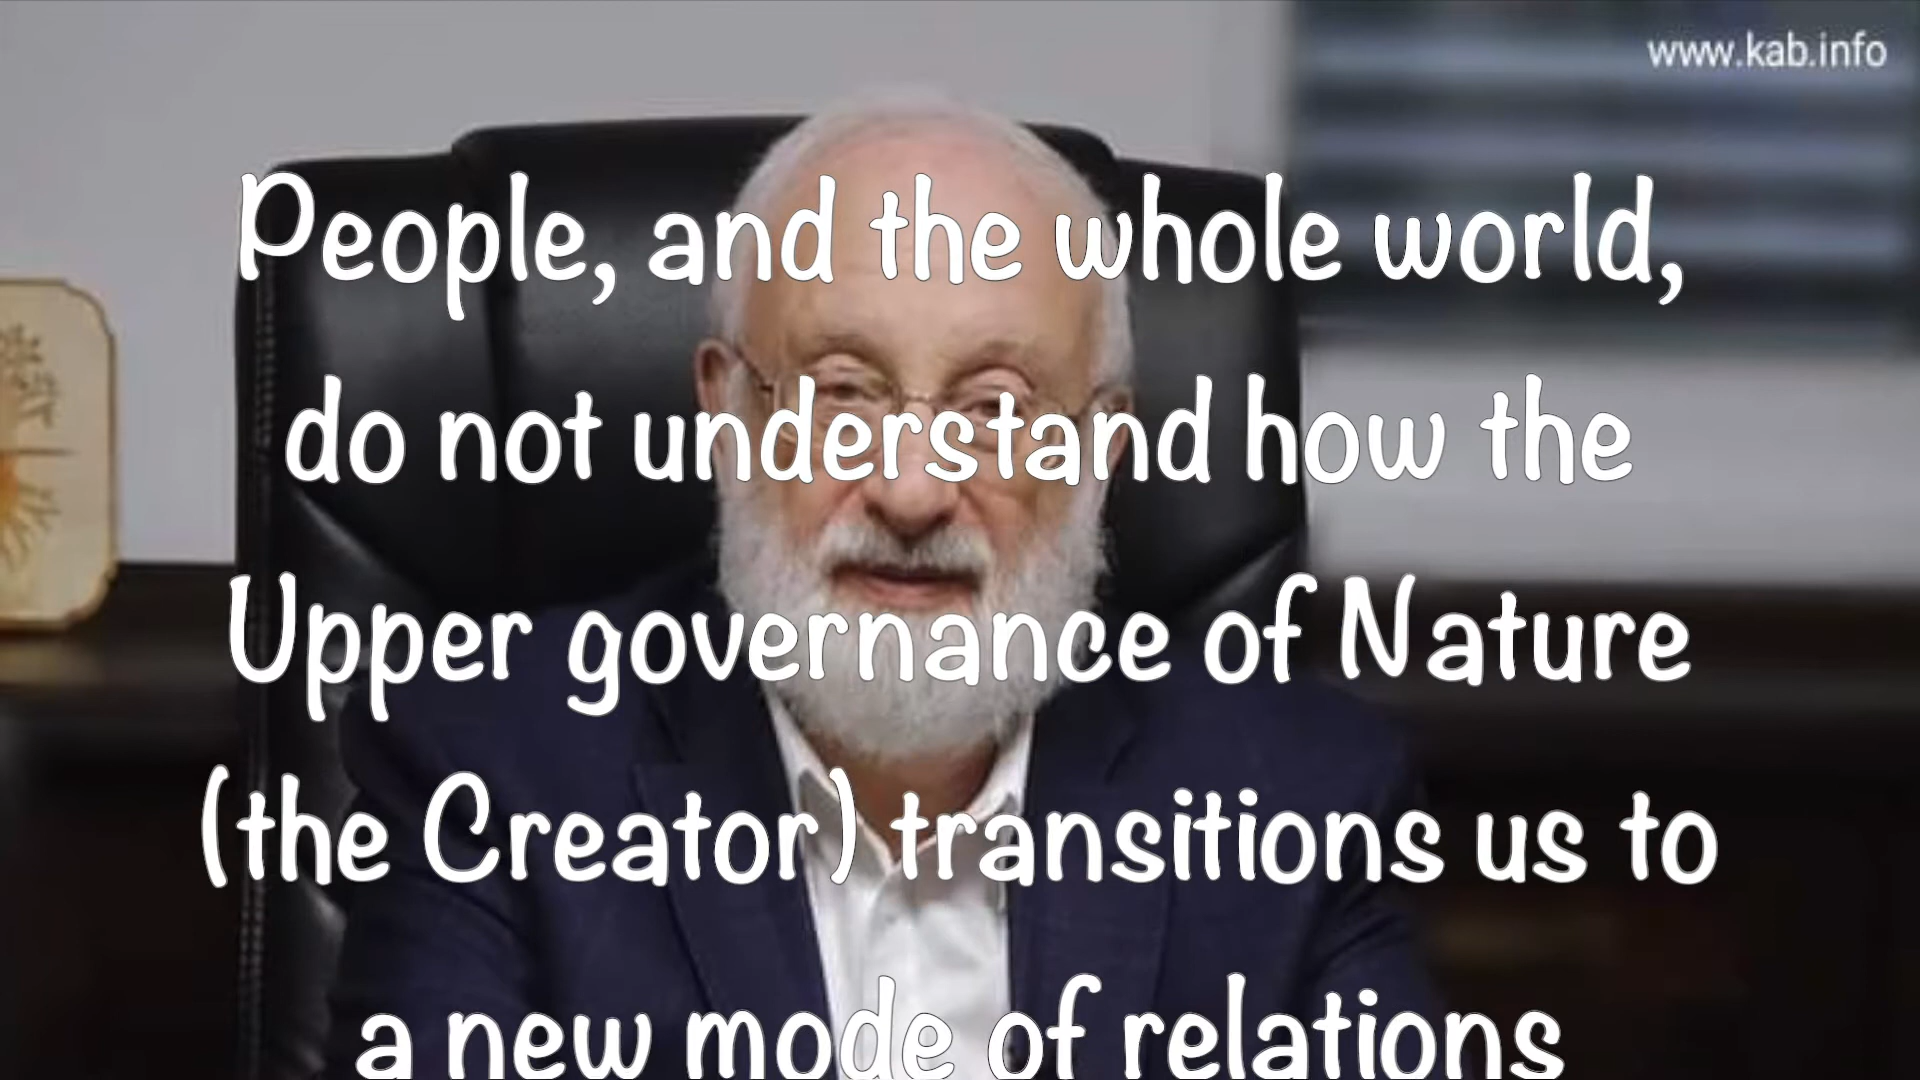 www.kab.info
People, and the whole world,
do not understand how the
Upper governance of Nature
(the Creator) transitions us to
a new mode of relations